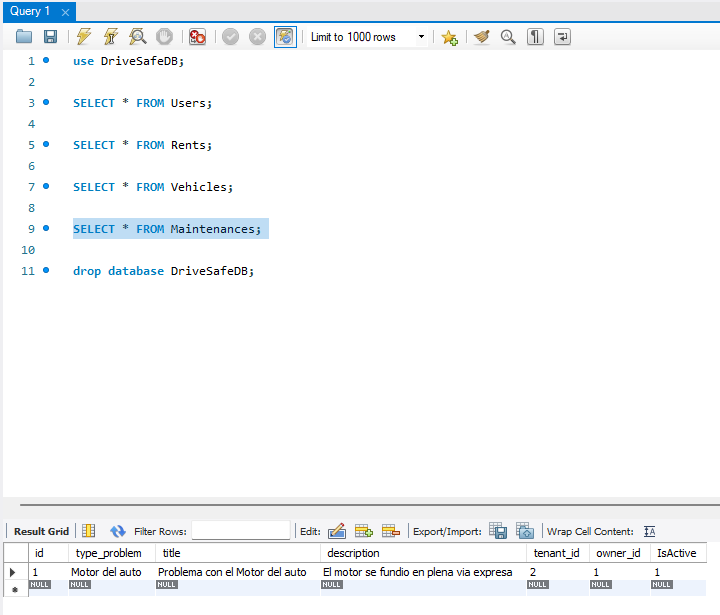 Query 1
Limit to 1000 rows
1 use DriveSafeDB;
2
3 SELECT * FROM Users;
4
5 SELECT * FROM Rents;
6
7 SELECT * FROM Vehicles;
8
9 SELECT * FROM Maintenances;
10
11 drop database DriveSafeDB;
Result Grid Filter Rows: Edit: Export/Import: Wrap Cell Content:
id type_problem title description tenant_id owner_id IsActive
1 Motor del auto Problema con el Motor del auto El motor se fundio en plena via expresa 2 1 1
NULL NULL NULL NULL NULL NULL NULL